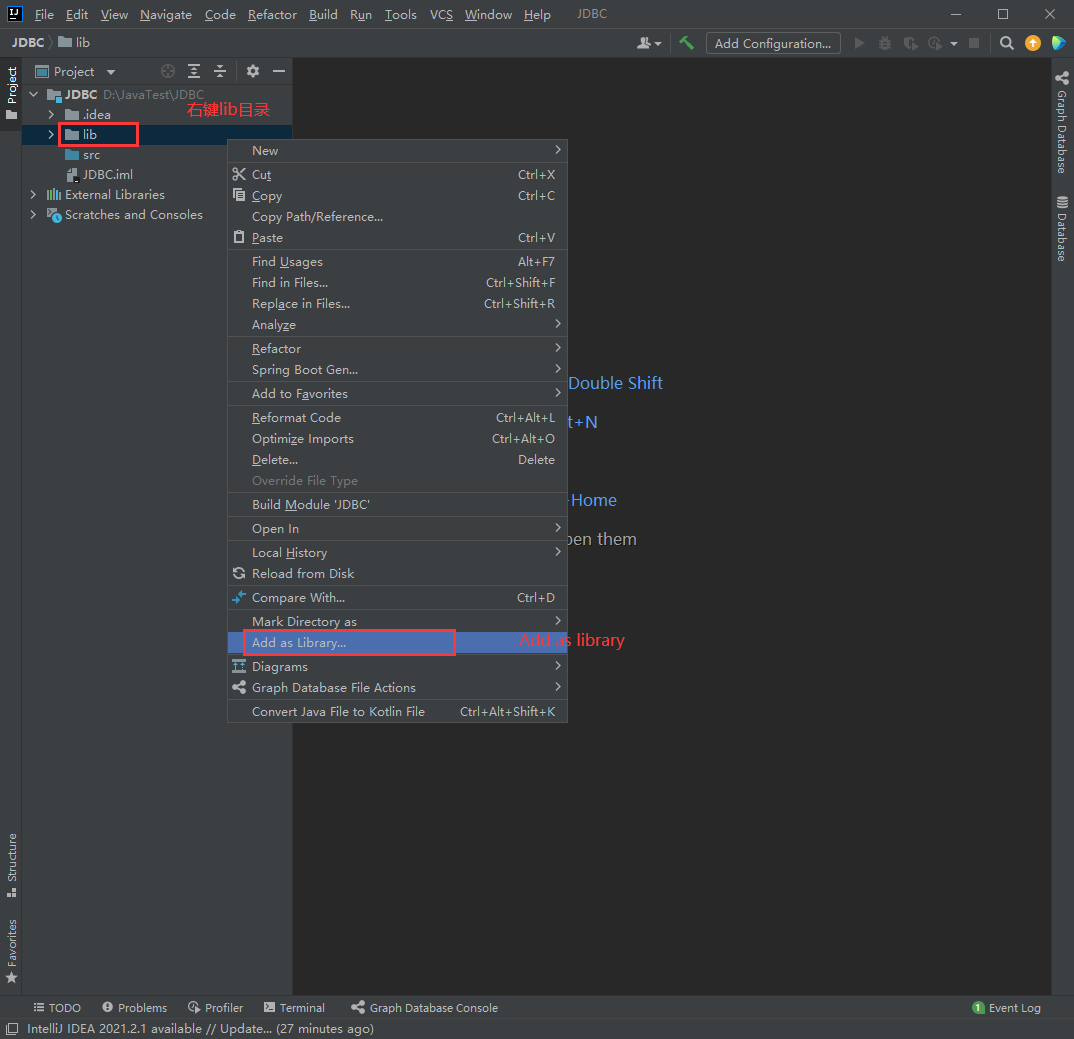 IJ File Edit View Navigate Code Refactor Build Run Tools VCS Window Help JDBC
JDBC lib
Add Configuration...
Project
Project
JDBC D:\JavaTest\JDBC
右键lib目录
.idea
lib
src
JDBC.iml
External Libraries
Scratches and Consoles
New
Cut Ctrl+X
Copy Ctrl+C
Copy Path/Reference...
Paste Ctrl+V
Find Usages Alt+F7
Find in Files... Ctrl+Shift+F
Replace in Files... Ctrl+Shift+R
Analyze
Refactor
Spring Boot Gen...
Add to Favorites
Reformat Code Ctrl+Alt+L
Optimize Imports Ctrl+Alt+O
Delete... Delete
Override File Type
Build Module 'JDBC'
Open In
Local History
Reload from Disk
Compare With... Ctrl+D
Mark Directory as
Add as Library...
Add as library
Diagrams
Graph Database File Actions
Convert Java File to Kotlin File Ctrl+Alt+Shift+K
Double Shift
t+N
Home
pen them
Graph Database
Database
Structure
Favorites
TODO Problems Profiler Terminal Graph Database Console 1 Event Log
IntelliJ IDEA 2021.2.1 available // Update... (27 minutes ago)